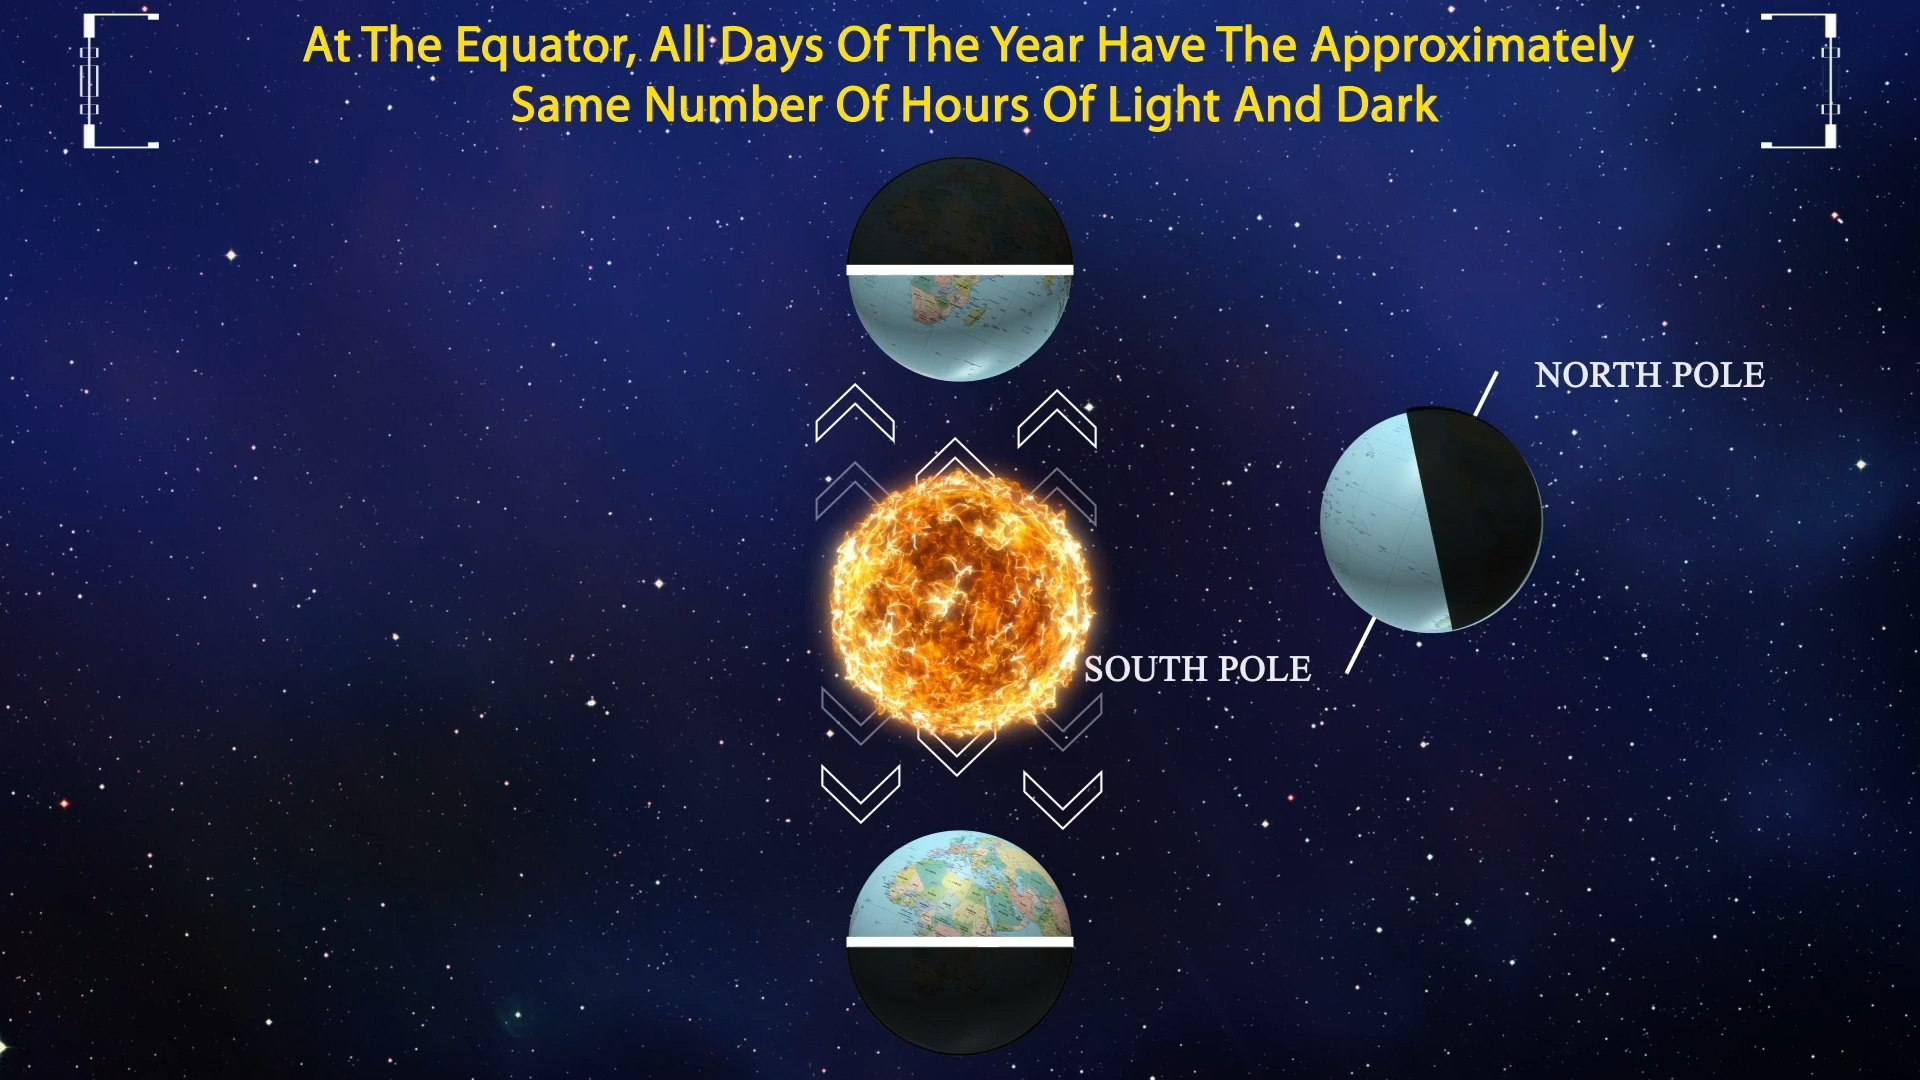 At The Equator, All Days Of The Year Have The Approximately
Same Number Of Hours Of Light And Dark
NORTH POLE
SOUTH POLE